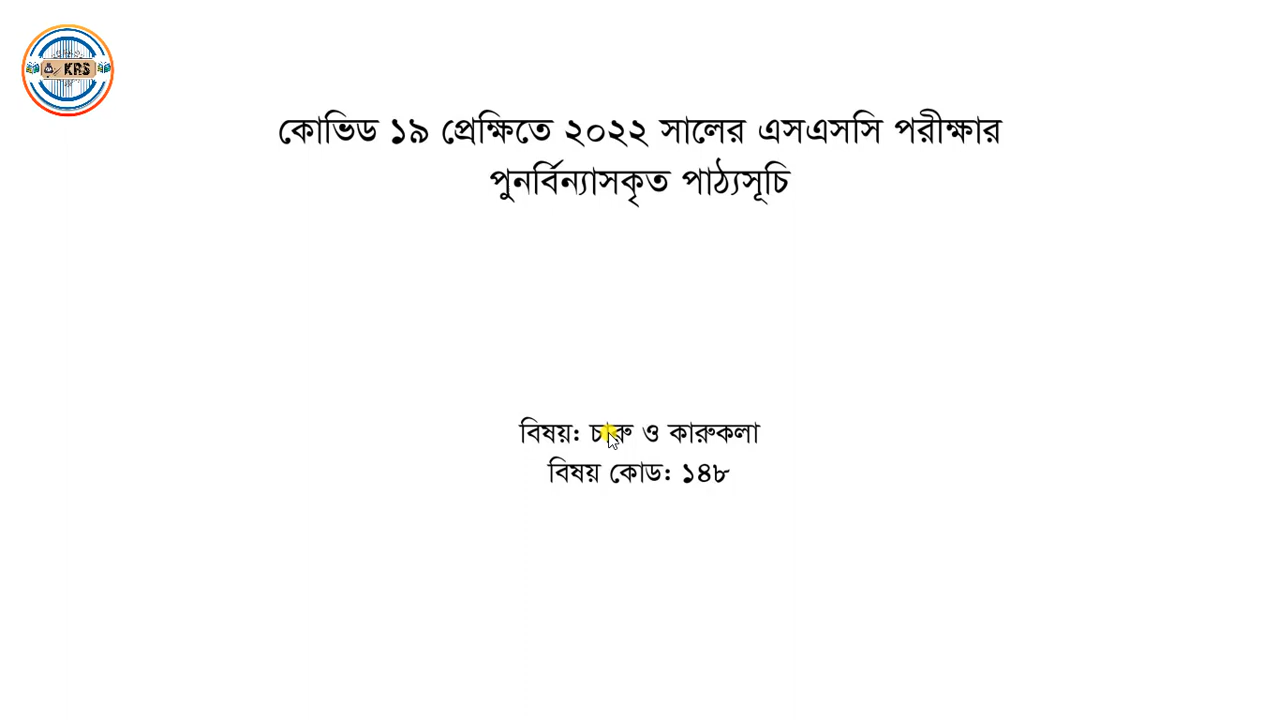 KRS
কোভিড ১৯ প্রেক্ষিতে ২০২২ সালের এসএসসি পরীক্ষার
পুনর্বিন্যাসকৃত পাঠ্যসূচি
বিষয়: চারু ও কারুকলা
বিষয় কোড: ১৪৮